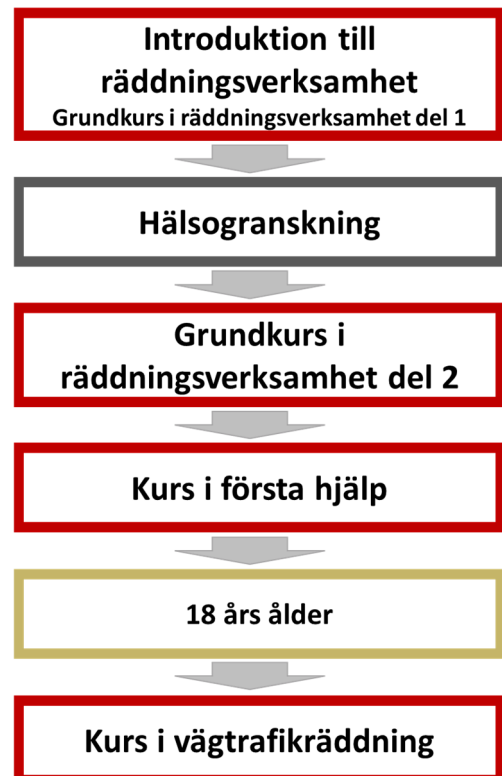 Introduktion till
räddningsverksamhet
Grundkurs i räddningsverksamhet del 1
Hälsogranskning
Grundkurs i
räddningsverksamhet del 2
Kurs i första hjälp
18 års ålder
Kurs i vägtrafikräddning